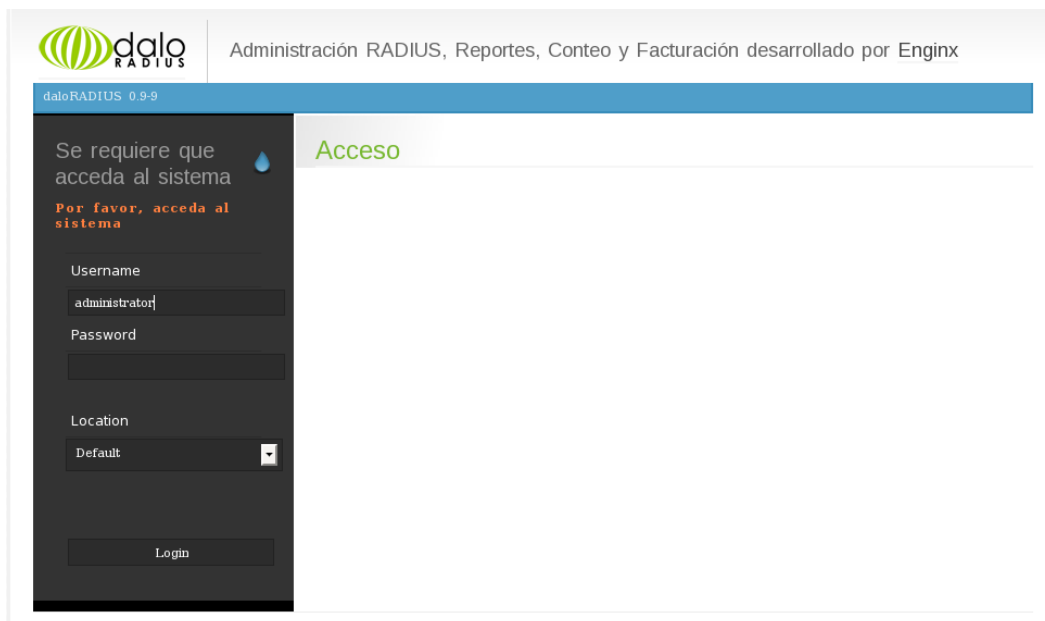 dalo
RADIUS
Administración RADIUS, Reportes, Conteo y Facturación desarrollado por Enginx
daloRADIUS 0.9-9
Se requiere que
acceda al sistema
Por favor, acceda al
sistema
Username
administrator
Password
Location
Default
Login
Acceso